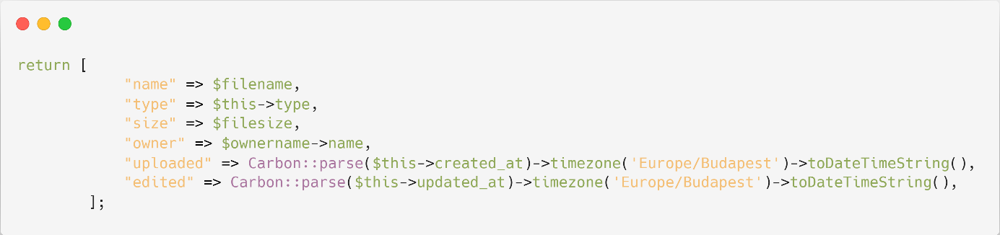 return [
"name" => $filename,
"type" => $this->type,
"size" => $filesize,
"owner" => $ownername->name,
"uploaded" => Carbon::parse($this->created_at)->timezone('Europe/Budapest')->toDateTimeString(),
"edited" => Carbon::parse($this->updated_at)->timezone('Europe/Budapest')->toDateTimeString(),
];